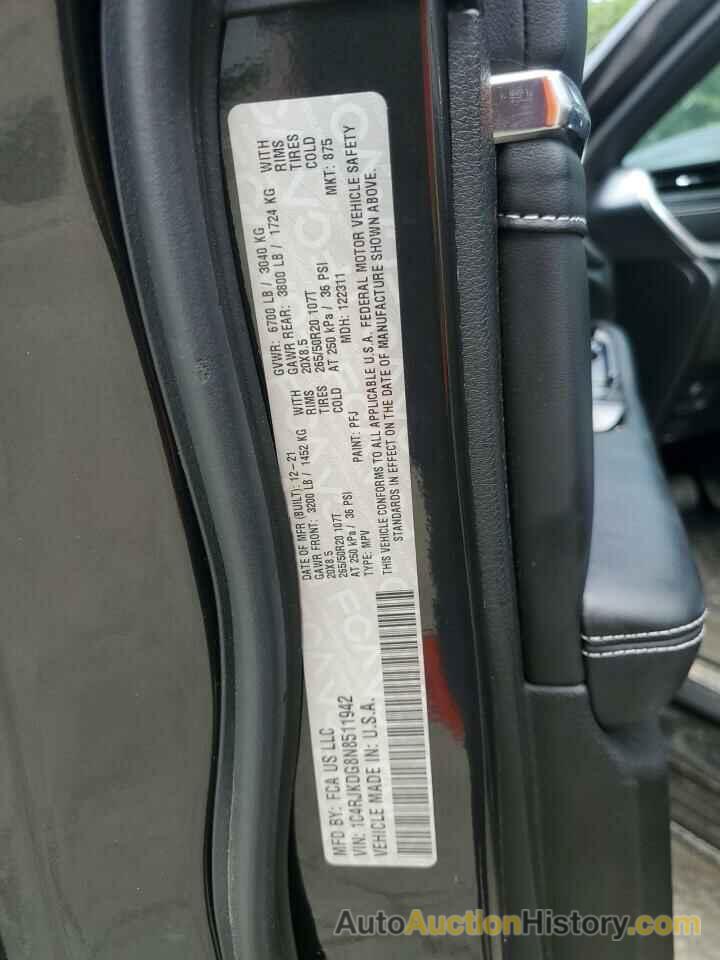 MFD BY: FCA US LLC
DATE OF MFR (BUILT): 12-21
GVWR: 6700 LB / 3040 KG
GAWR FRONT: 3200 LB / 1452 KG WITH
20X8.5 RIMS
265/50R20 107T TIRES
AT 250 kPa / 36 PSI COLD
GAWR REAR: 3800 LB / 1724 KG WITH
20X8.5 RIMS
265/50R20 107T TIRES
AT 250 kPa / 36 PSI COLD
VIN: 1C4RJKDG8N8511942
TYPE: MPV PAINT: PFJ MDH: 122311 MKT: 875
VEHICLE MADE IN: U.S.A.
THIS VEHICLE CONFORMS TO ALL APPLICABLE U.S.A. FEDERAL MOTOR VEHICLE SAFETY
STANDARDS IN EFFECT ON THE DATE OF MANUFACTURE SHOWN ABOVE.
AutoAuctionHistory.com